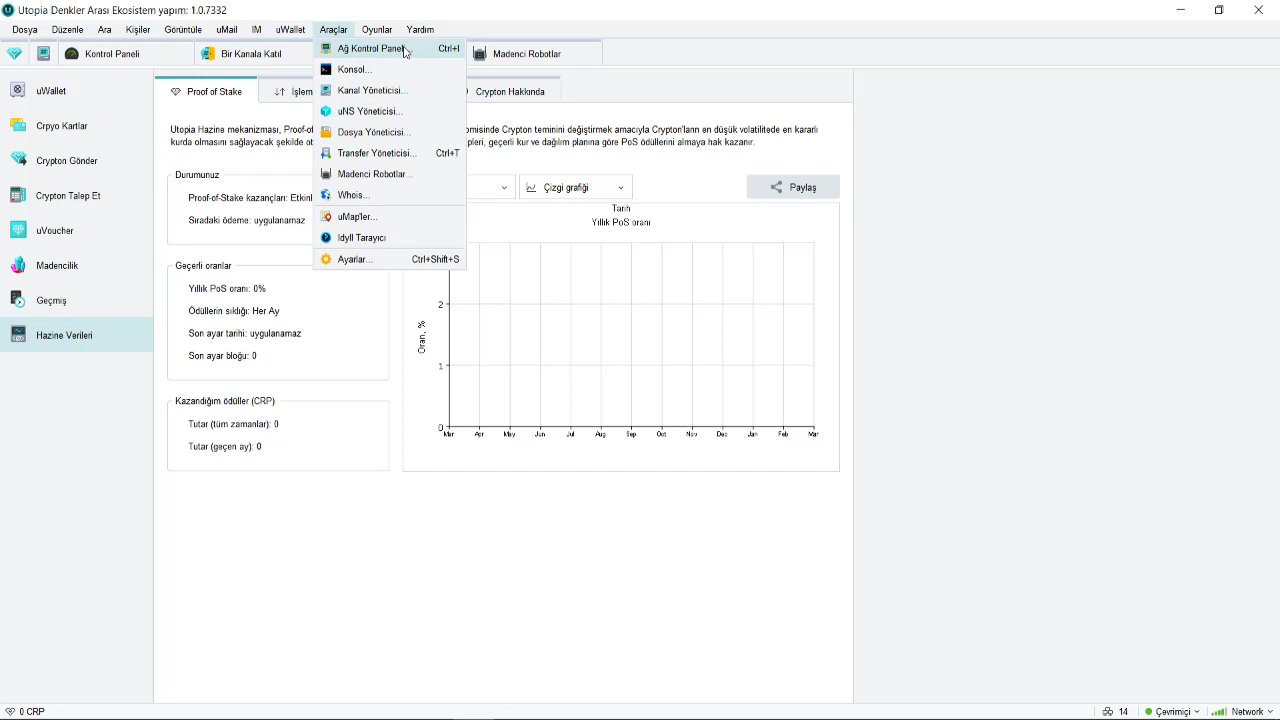 Utopia Denkler Arası Ekosistem yapım: 1.0.7332
Dosya Düzenle Ara Kişiler Görüntüle uMail IM uWallet Araçlar Oyunlar Yardım
Kontrol Paneli
Bir Kanala Katıl
Madenci Robotlar
Ağ Kontrol Paneli Ctrl+I
Konsol...
Kanal Yöneticisi...
uNS Yöneticisi...
Dosya Yöneticisi...
Transfer Yöneticisi... Ctrl+T
Madenci Robotlar...
Whois...
uMap'ler...
Idyll Tarayıcı
Ayarlar... Ctrl+Shift+S
uWallet
Crpyo Kartlar
Crypton Gönder
Crypton Talep Et
uVoucher
Madencilik
Geçmiş
Hazine Verileri
Proof of Stake
İşlem
Crypton Hakkında
Utopia Hazine mekanizması, Proof-o
omisinde Crypton teminini değiştirmek amacıyla Crypton'ların en düşük volatilitede en kararlı
kurda olmasını sağlayacak şekilde ot
pleri, geçerli kur ve dağılım planına göre PoS ödüllerini almaya hak kazanır.
Durumunuz
Proof-of-Stake kazançları: Etkin
Sıradaki ödeme: uygulanamaz
Geçerli oranlar
Yıllık PoS oranı: 0%
Ödüllerin sıklığı: Her Ay
Son ayar tarihi: uygulanamaz
Son ayar bloğu: 0
Kazandığım ödüller (CRP)
Tutar (tüm zamanlar): 0
Tutar (geçen ay): 0
Çizgi grafiği
Paylaş
Tarih
Yıllık PoS oranı
Oran, %
2
1
0
Mar Apr May Jun Jul Aug Sep Oct Nov Dec Jan Feb Mar
0 CRP
14 Çevrimiçi Network